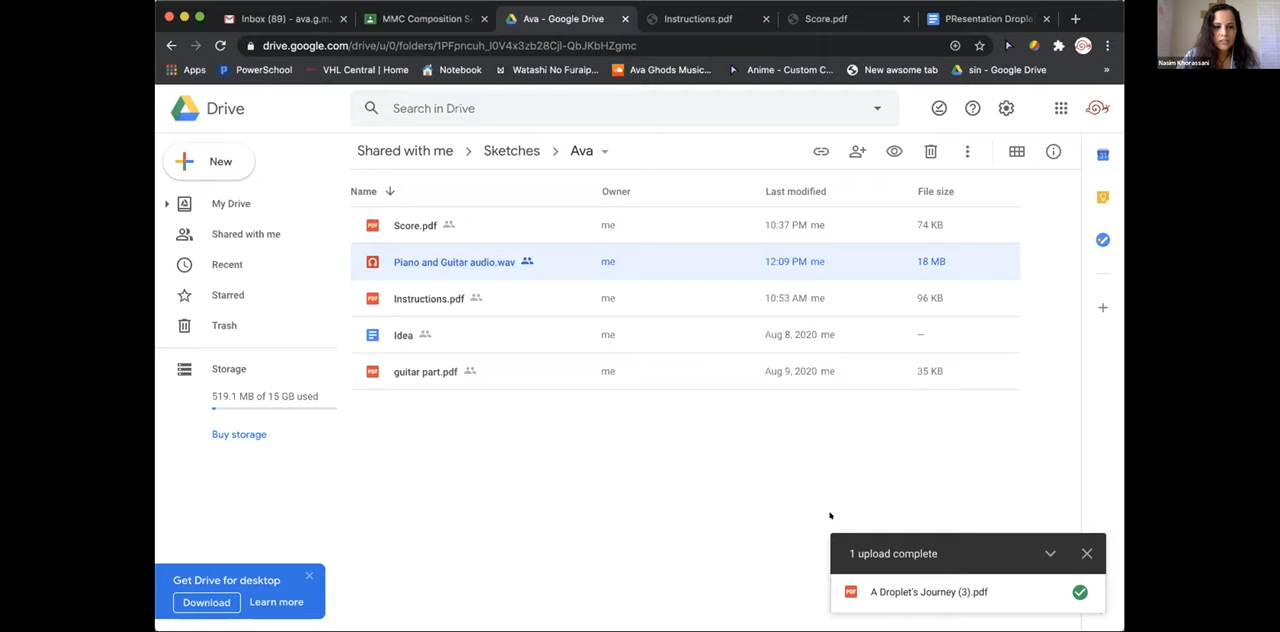 Inbox (89) - ava.g.m
MMC Composition S
Ava - Google Drive
Instructions.pdf
Score.pdf
PResentation Drople
drive.google.com/drive/u/0/folders/1PFpncuh_l0V4x3zb28Cji-QbJKbHZgmc
Apps
PowerSchool
VHL Central | Home
Notebook
Watashi No Furaip...
Ava Ghods Music...
Anime - Custom C...
New awsome tab
sin - Google Drive
»
Nasim Khorassani
Drive
Search in Drive
New
Shared with me > Sketches > Ava
My Drive
Shared with me
Recent
Starred
Trash
Storage
519.1 MB of 15 GB used
Buy storage
Name Owner Last modified File size
Score.pdf me 10:37 PM me 74 KB
Piano and Guitar audio.wav me 12:09 PM me 18 MB
Instructions.pdf me 10:53 AM me 96 KB
Idea me Aug 8, 2020 me —
guitar part.pdf me Aug 9, 2020 me 35 KB
31
Get Drive for desktop
Download Learn more
1 upload complete
PDF A Droplet's Journey (3).pdf